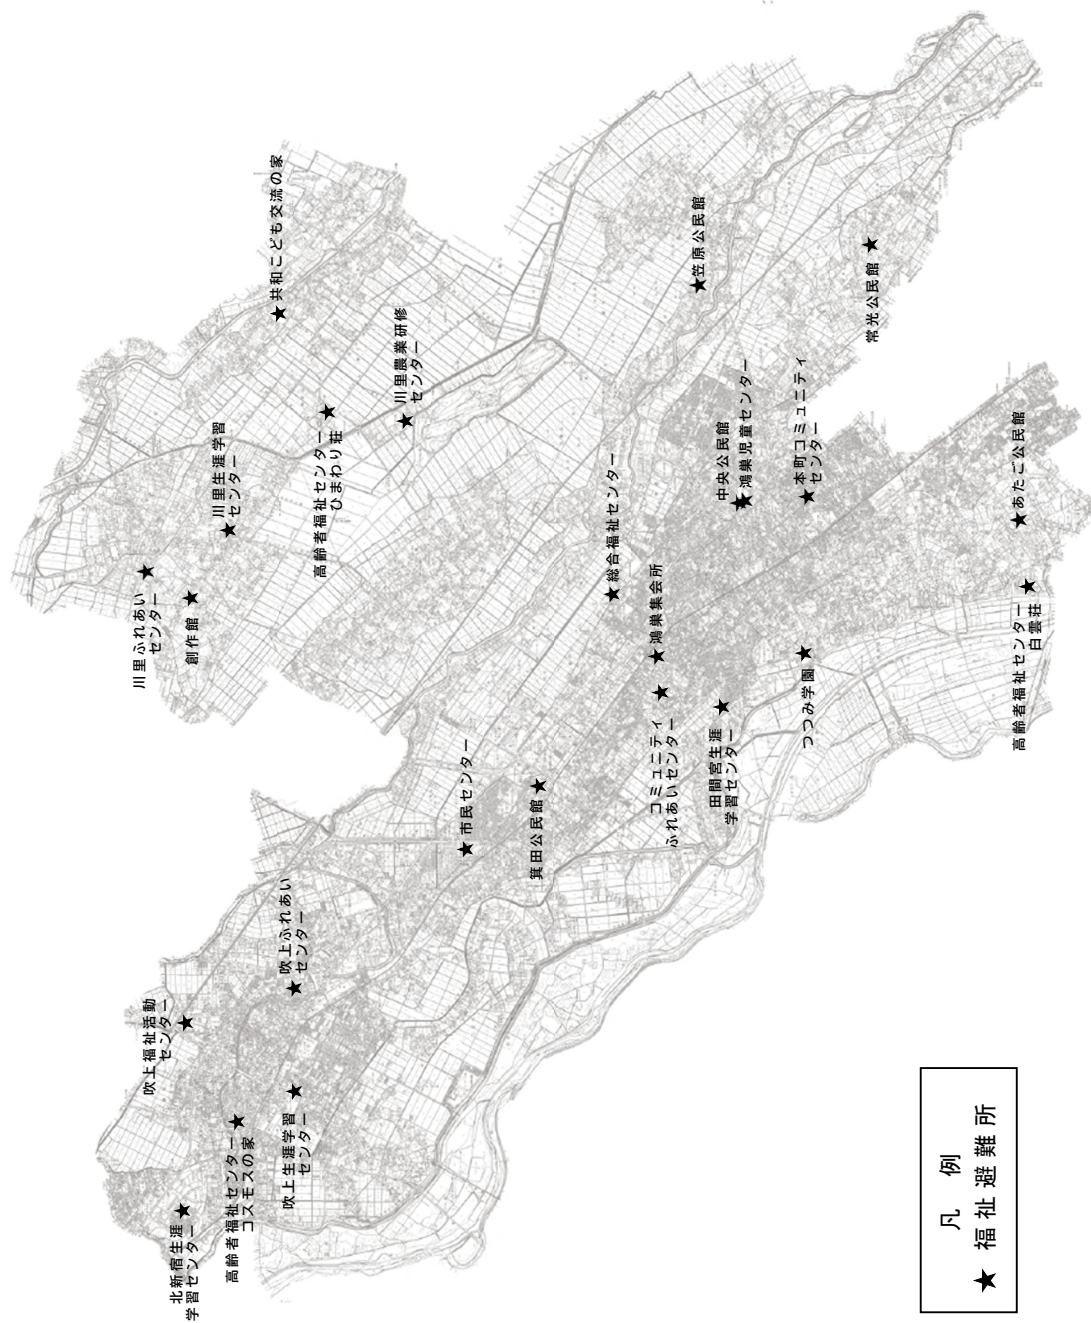 共和こども交流の家
川里農業研修
センター
川里生涯学習
センター
高齢者福祉センター
ひまわり荘
川里ふれあい
センター
創作館
笠原公民館
常光公民館
中央公民館
鴻巣児童センター
本町コミュニティ
センター
あたご公民館
総合福祉センター
鴻巣集会所
高齢者福祉センター
白雲荘
つつみ学園
コミュニティ
ふれあいセンター
田間宮生涯
学習センター
市民センター
箕田公民館
吹上ふれあい
センター
吹上福祉活動
センター
吹上生涯学習
センター
高齢者福祉センター
コスモスの家
北新宿生涯
学習センター
凡 例
★ 福祉避難所